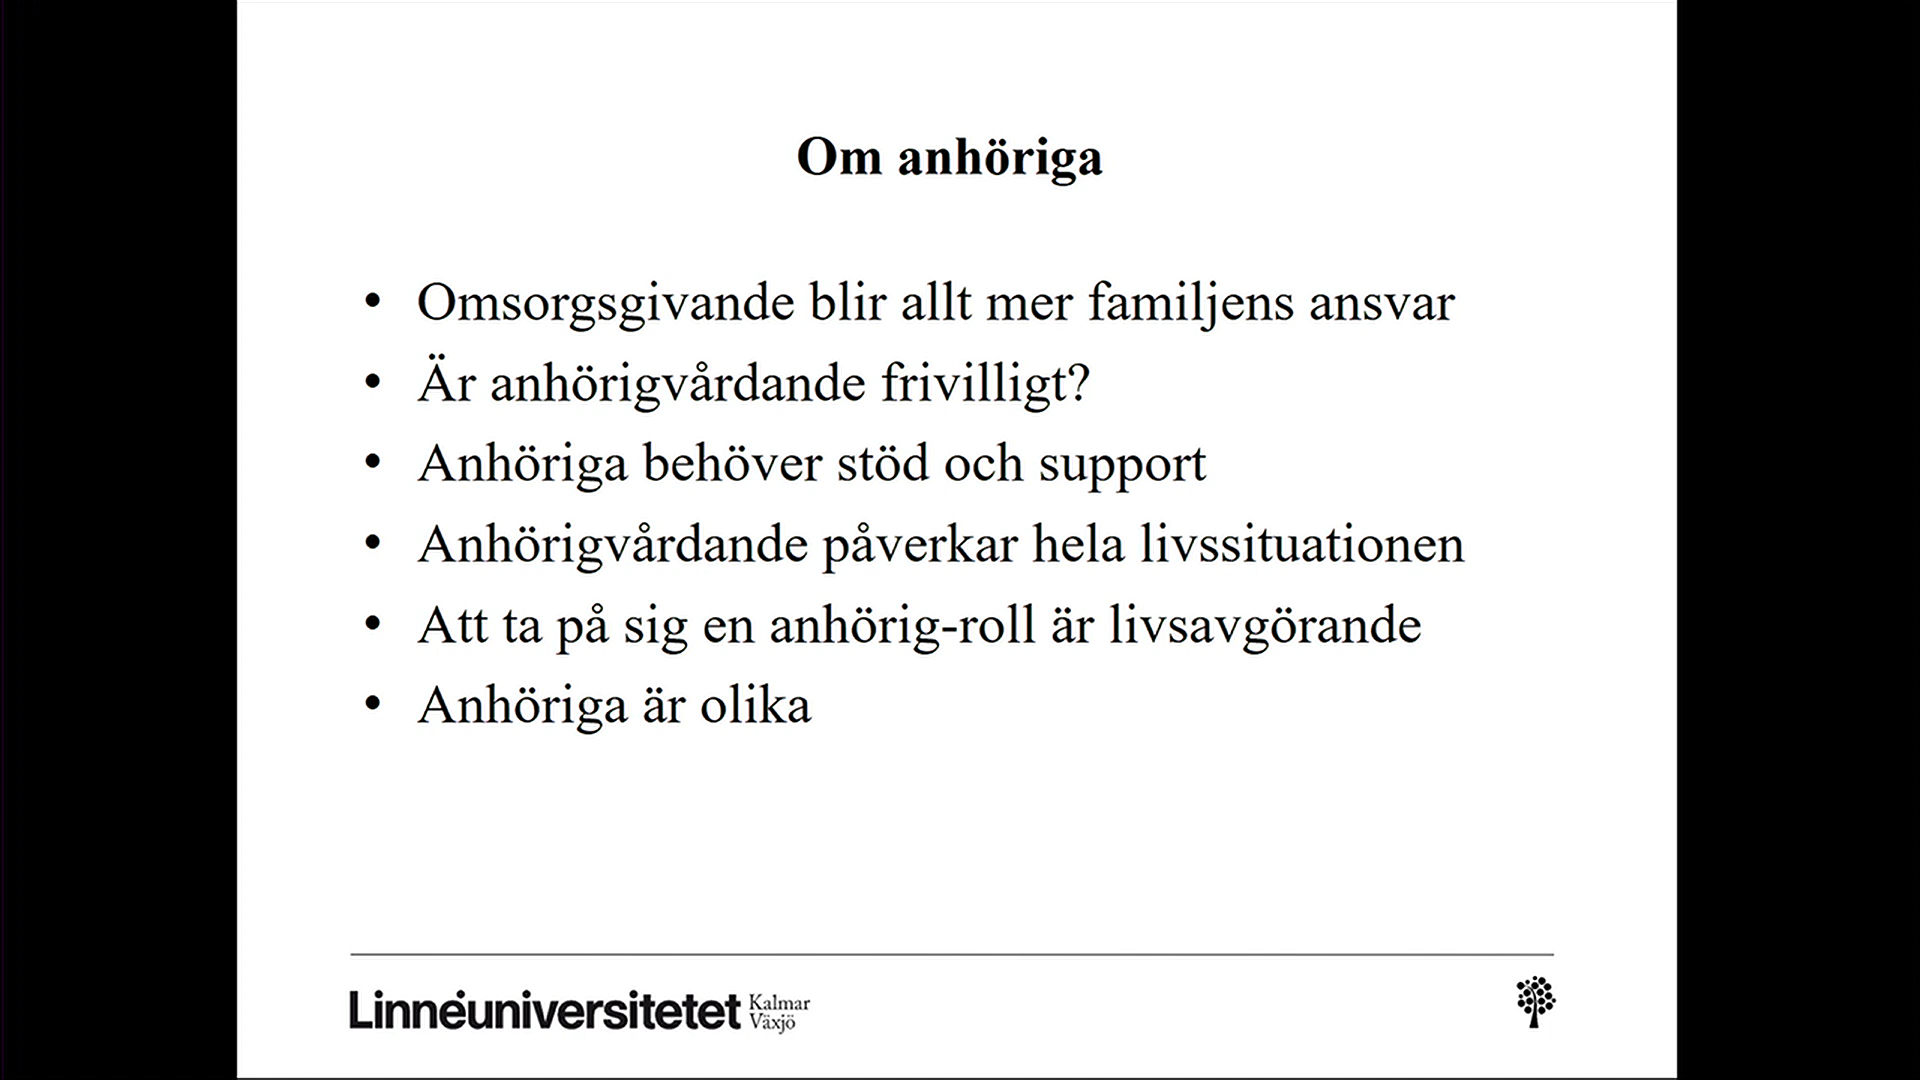 Om anhöriga
• Omsorgsgivande blir allt mer familjens ansvar
• Är anhörigvårdande frivilligt?
• Anhöriga behöver stöd och support
• Anhörigvårdande påverkar hela livssituationen
• Att ta på sig en anhörig-roll är livsavgörande
• Anhöriga är olika
Linnéuniversitetet
Kalmar
Växjö